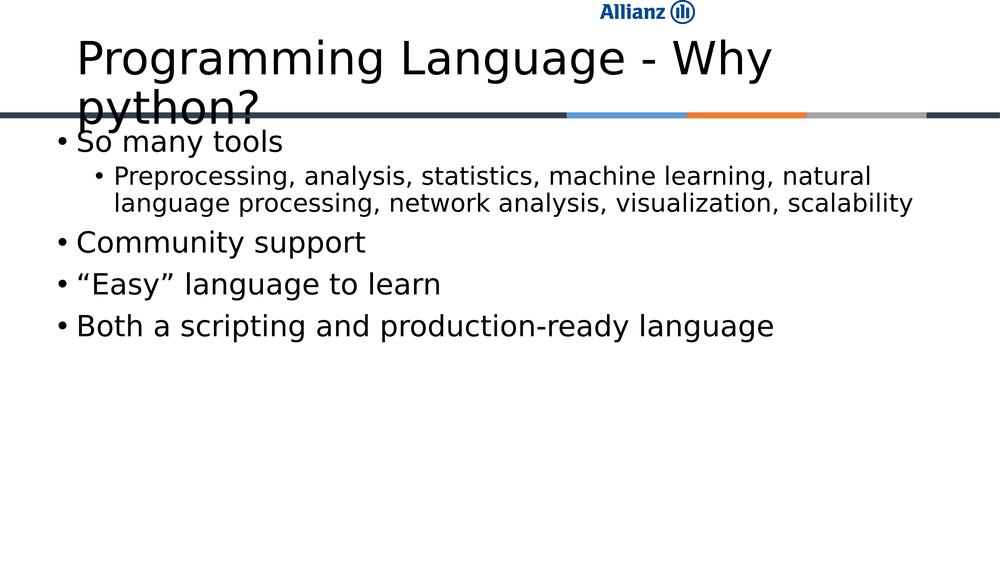 Allianz
Programming Language - Why
python?
• So many tools
• Preprocessing, analysis, statistics, machine learning, natural
language processing, network analysis, visualization, scalability
• Community support
• “Easy” language to learn
• Both a scripting and production-ready language